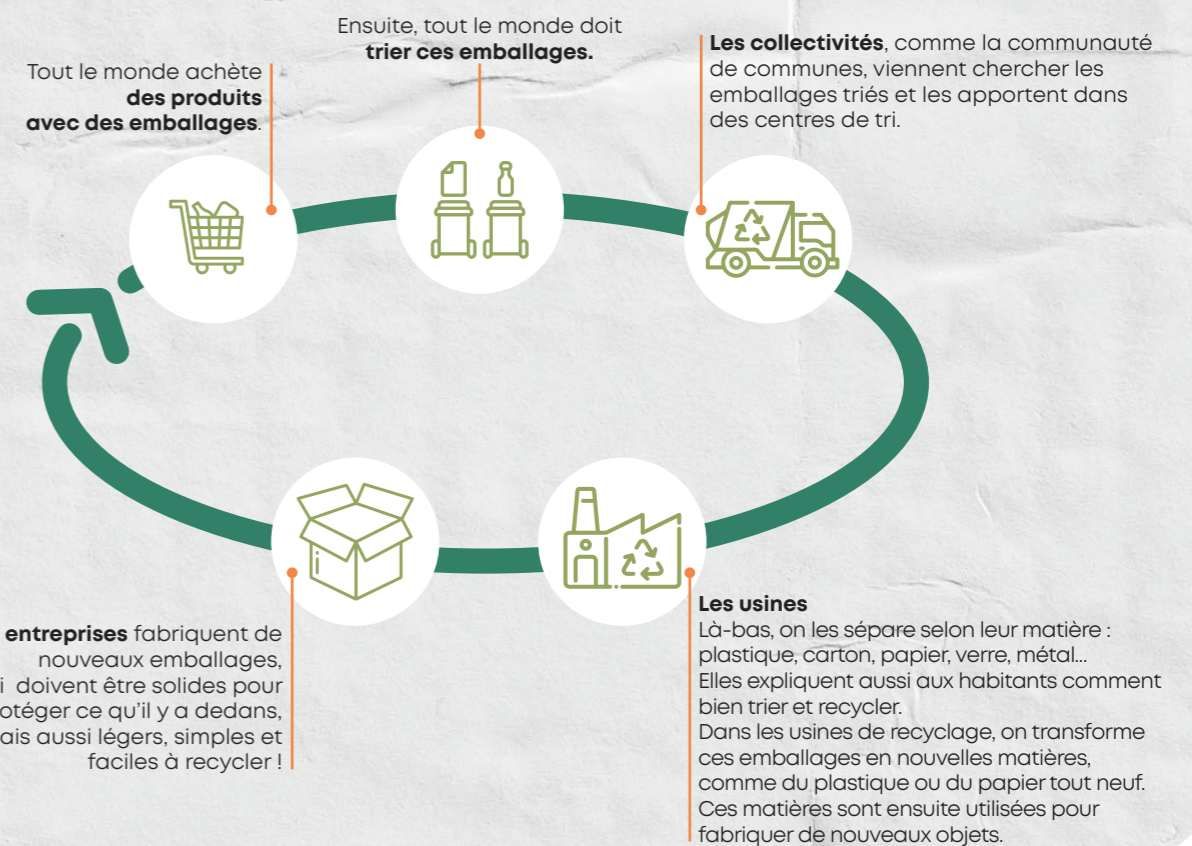 Tout le monde achète
des produits
avec des emballages.
Ensuite, tout le monde doit
trier ces emballages.
Les collectivités, comme la communauté
de communes, viennent chercher les
emballages triés et les apportent dans
des centres de tri.
Les usines
Là-bas, on les sépare selon leur matière :
plastique, carton, papier, verre, métal...
Elles expliquent aussi aux habitants comment
bien trier et recycler.
Dans les usines de recyclage, on transforme
ces emballages en nouvelles matières,
comme du plastique ou du papier tout neuf.
Ces matières sont ensuite utilisées pour
fabriquer de nouveaux objets.
entreprises fabriquent de
nouveaux emballages,
i doivent être solides pour
otéger ce qu'il y a dedans,
ais aussi légers, simples et
faciles à recycler !